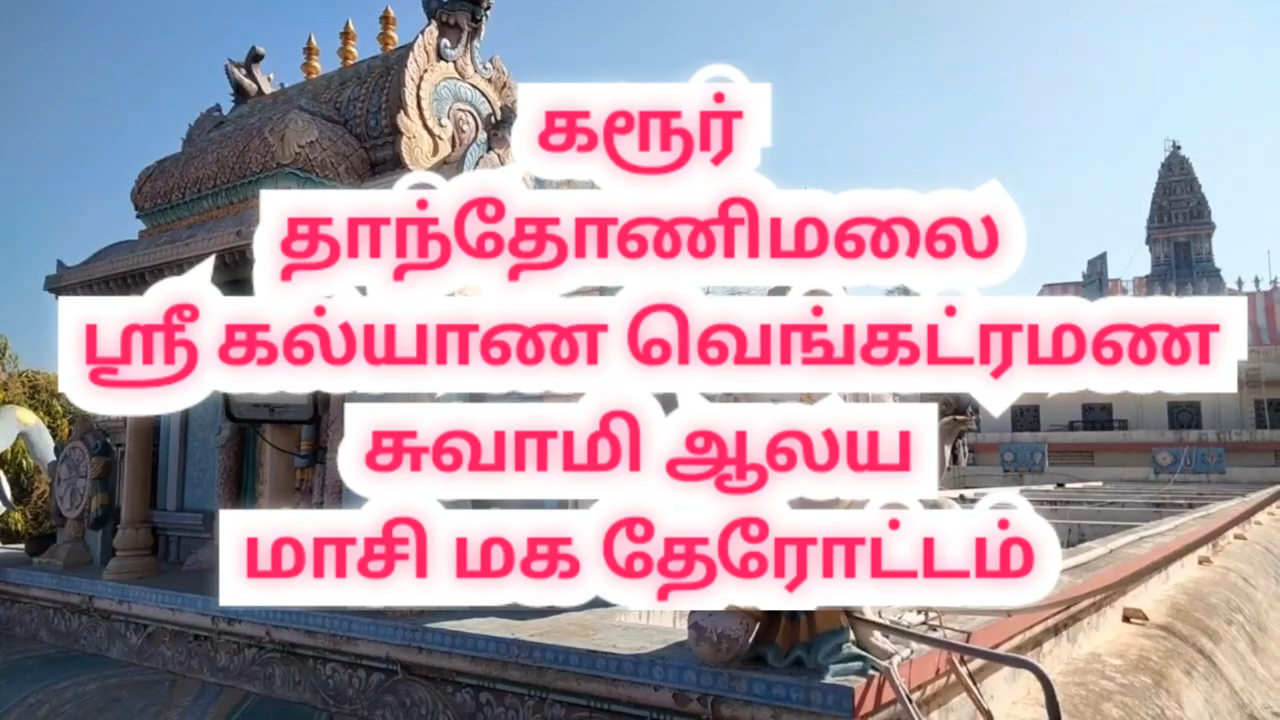 கரூர்
தாந்தோணிமலை
ஸ்ரீ கல்யாண வெங்கட்ரமண
சுவாமி ஆலய
மாசி மக தேரோட்டம்